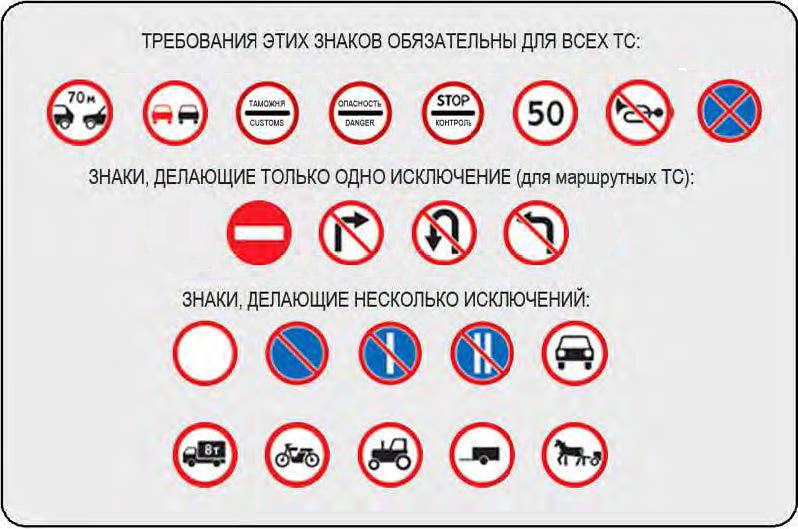 ТРЕБОВАНИЯ ЭТИХ ЗНАКОВ ОБЯЗАТЕЛЬНЫ ДЛЯ ВСЕХ ТС:
70м
ТАМОЖНЯ
CUSTOMS
ОПАСНОСТЬ
DANGER
STOP
КОНТРОЛЬ
50
ЗНАКИ, ДЕЛАЮЩИЕ ТОЛЬКО ОДНО ИСКЛЮЧЕНИЕ (для маршрутных ТС):
ЗНАКИ, ДЕЛАЮЩИЕ НЕСКОЛЬКО ИСКЛЮЧЕНИЙ:
8т